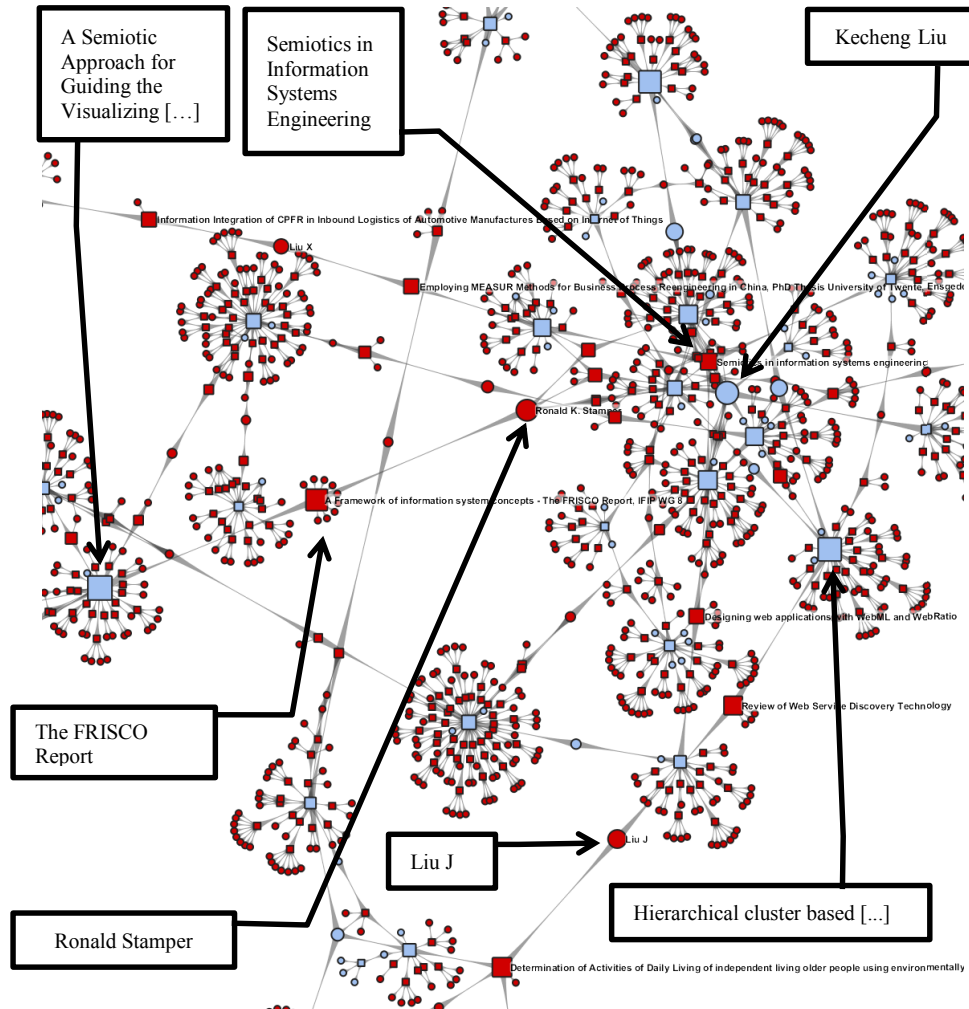 A Semiotic
Approach for
Guiding the
Visualizing […]
Semiotics in
Information
Systems
Engineering
Kecheng Liu
Information Integration of CPFR in Inbound Logistics of Automotive Manufactures Based on Internet of Things
Liu X
Employing MEASUR Methods for Business Process Reengineering in China, PhD Thesis University of Twente, Ensgede
Semiotics in information systems engineering
Ronald K. Stamper
A Framework of information system concepts - The FRISCO Report, IFIP WG 8
Designing web applications with WebML and WebRatio
Review of Web Service Discovery Technology
The FRISCO
Report
Liu J
Liu J
Hierarchical cluster based [...]
Ronald Stamper
Determination of Activities of Daily Living of independent living older people using environmentally